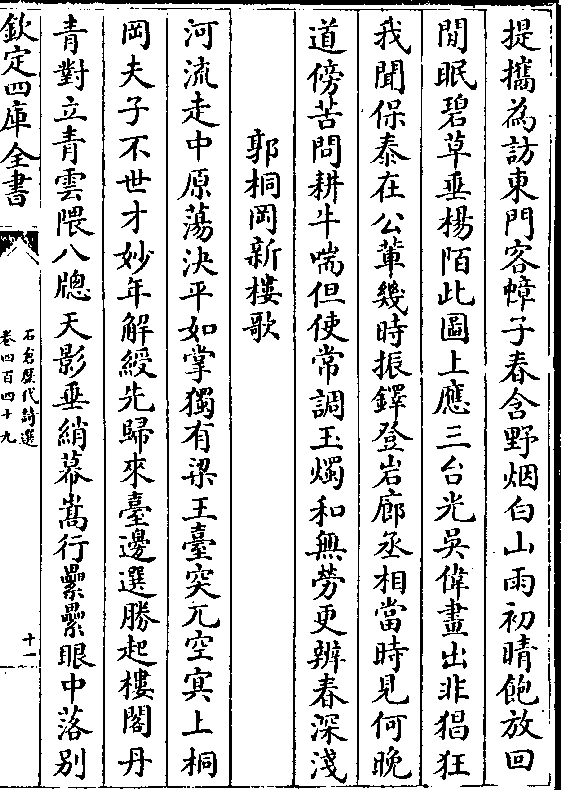 提攜為訪東門客幛子春含野烟白山雨初晴飽放回
閒眠碧草垂楊陌此圖上應三台光吳偉畫出非猖狂
我聞保泰在公輩幾時振鐸登岩廊丞相當時見何晚
道傍苦問耕牛喘但使常調玉燭和無勞更辨春深淺
郭桐岡新樓歌
河流走中原蕩決平如掌獨有梁王臺突兀空㝠上桐
岡夫子不世才妙年解綬先歸來臺邊選勝起樓閣丹
青對立青雲隈八牕天影垂綃幕嵩行纍纍眼中落別
欽定四庫全書
石倉歷代詩選
卷四百四十九
十一